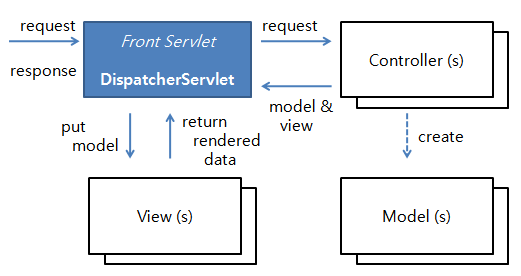 request
response
Front Servlet
DispatcherServlet
request
Controller (s)
model &
view
put
model
return
rendered
data
create
View (s)
Model (s)